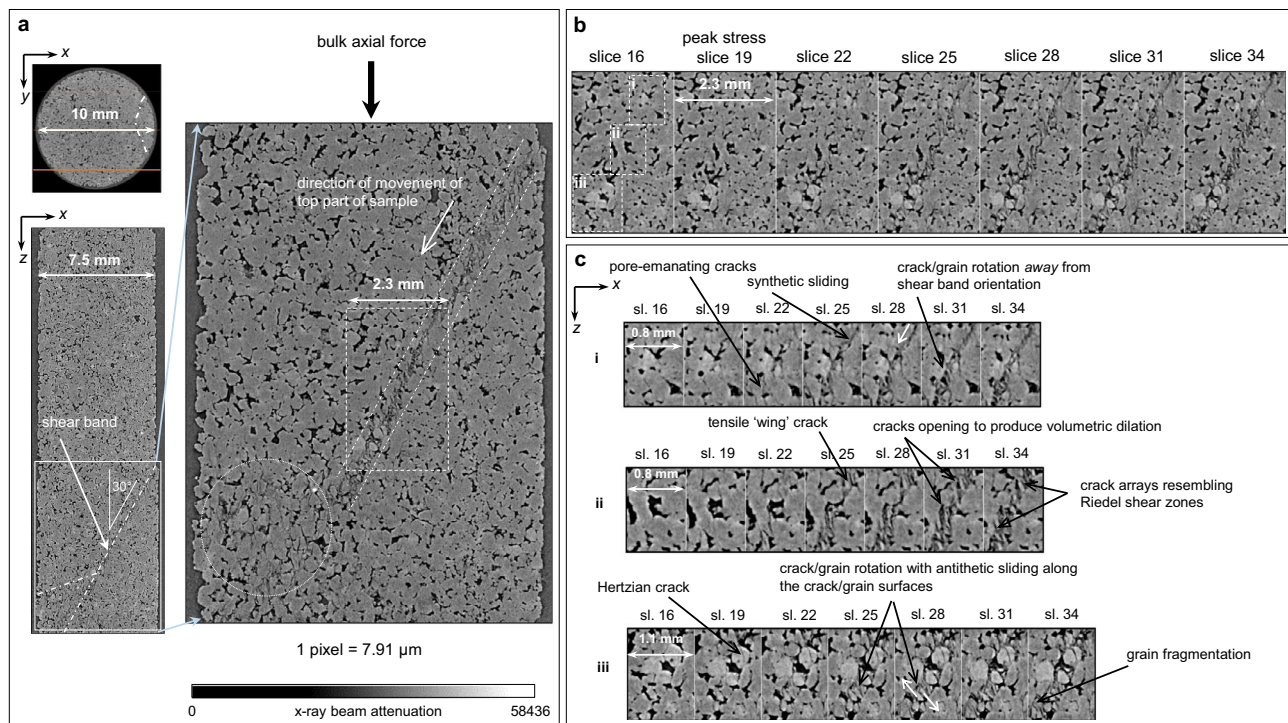 a
x
y
10 mm
x
z
7.5 mm
shear band
30°
bulk axial force
direction of movement of
top part of sample
2.3 mm
1 pixel = 7.91 µm
0
x-ray beam attenuation
58436
b
peak stress
slice 16
slice 19
slice 22
slice 25
slice 28
slice 31
slice 34
2.3 mm
i
ii
iii
c
x
z
pore-emanating cracks
synthetic sliding
crack/grain rotation away from
shear band orientation
sl. 16
sl. 19
sl. 22
sl. 25
sl. 28
sl. 31
sl. 34
0.8 mm
i
tensile ‘wing’ crack
cracks opening to produce volumetric dilation
sl. 16
sl. 19
sl. 22
sl. 25
sl. 28
sl. 31
sl. 34
0.8 mm
ii
crack arrays resembling
Riedel shear zones
Hertzian crack
crack/grain rotation with antithetic sliding along
the crack/grain surfaces
sl. 16
sl. 19
sl. 22
sl. 25
sl. 28
sl. 31
sl. 34
1.1 mm
iii
grain fragmentation